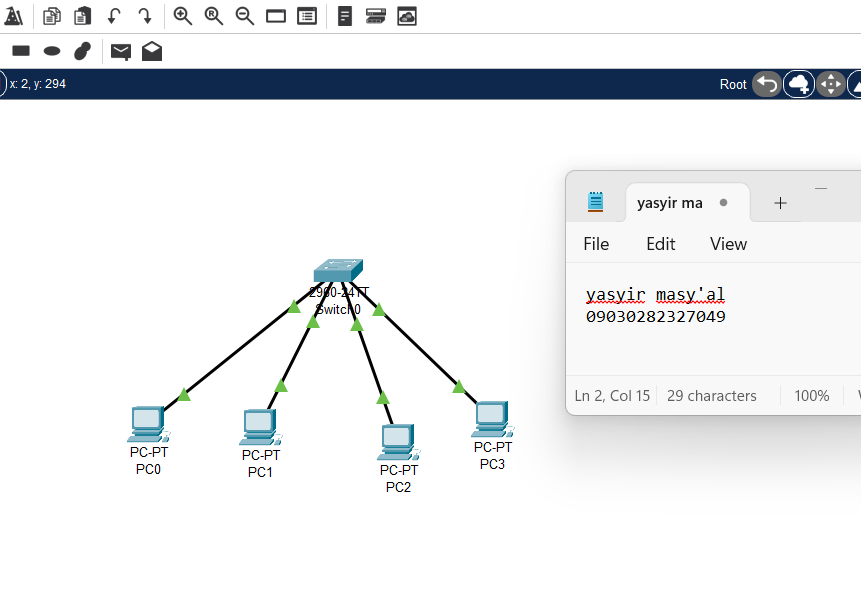 x: 2, y: 294
Root
yasyir ma
File Edit View
yasyir masy'al
09030282327049
Ln 2, Col 15 29 characters 100%
2960-24TT
Switch0
PC-PT
PC0
PC-PT
PC1
PC-PT
PC2
PC-PT
PC3